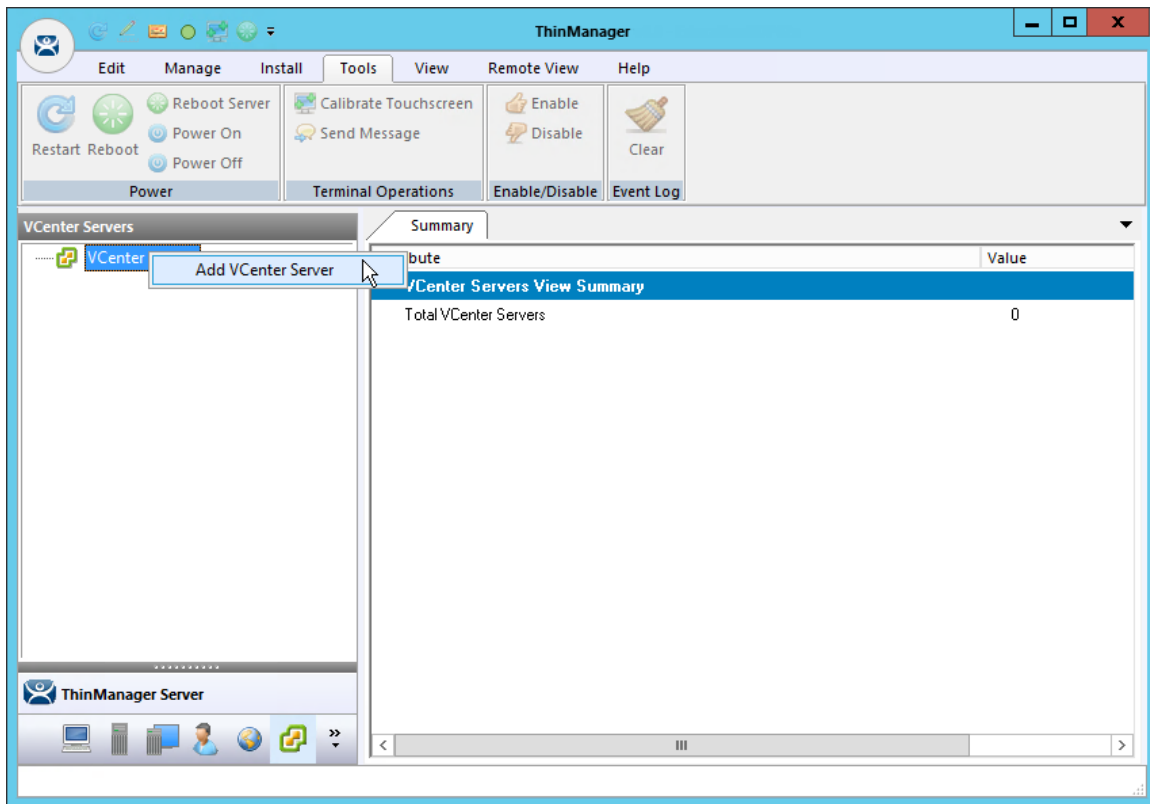 ThinManager
Edit Manage Install Tools View Remote View Help
Restart Reboot
Reboot Server
Power On
Power Off
Power
Calibrate Touchscreen
Send Message
Terminal Operations
Enable
Disable
Enable/Disable
Clear
Event Log
VCenter Servers
VCenter
Add VCenter Server
Summary
bute Value
VCenter Servers View Summary
Total VCenter Servers 0
ThinManager Server